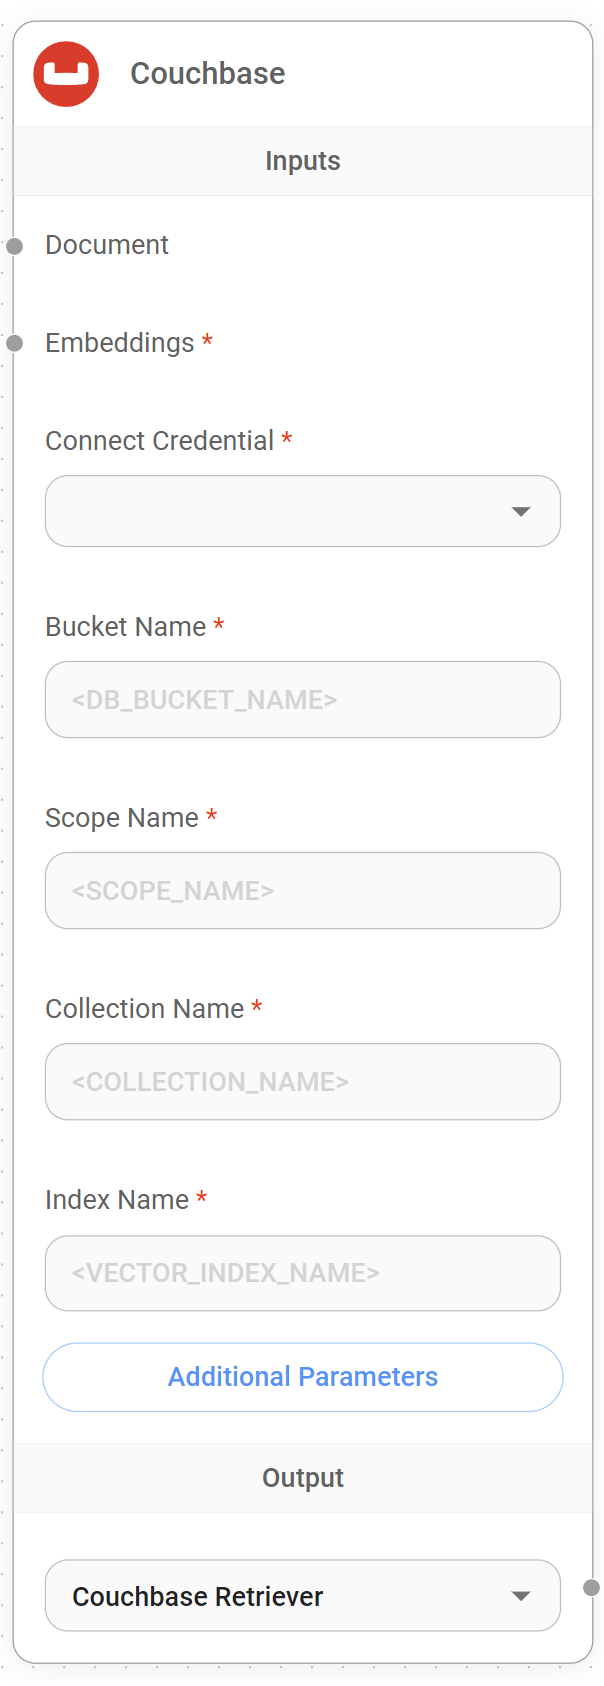 Couchbase
Inputs
Document
Embeddings *
Connect Credential *
Bucket Name *
<DB_BUCKET_NAME>
Scope Name *
<SCOPE_NAME>
Collection Name *
<COLLECTION_NAME>
Index Name *
<VECTOR_INDEX_NAME>
Additional Parameters
Output
Couchbase Retriever